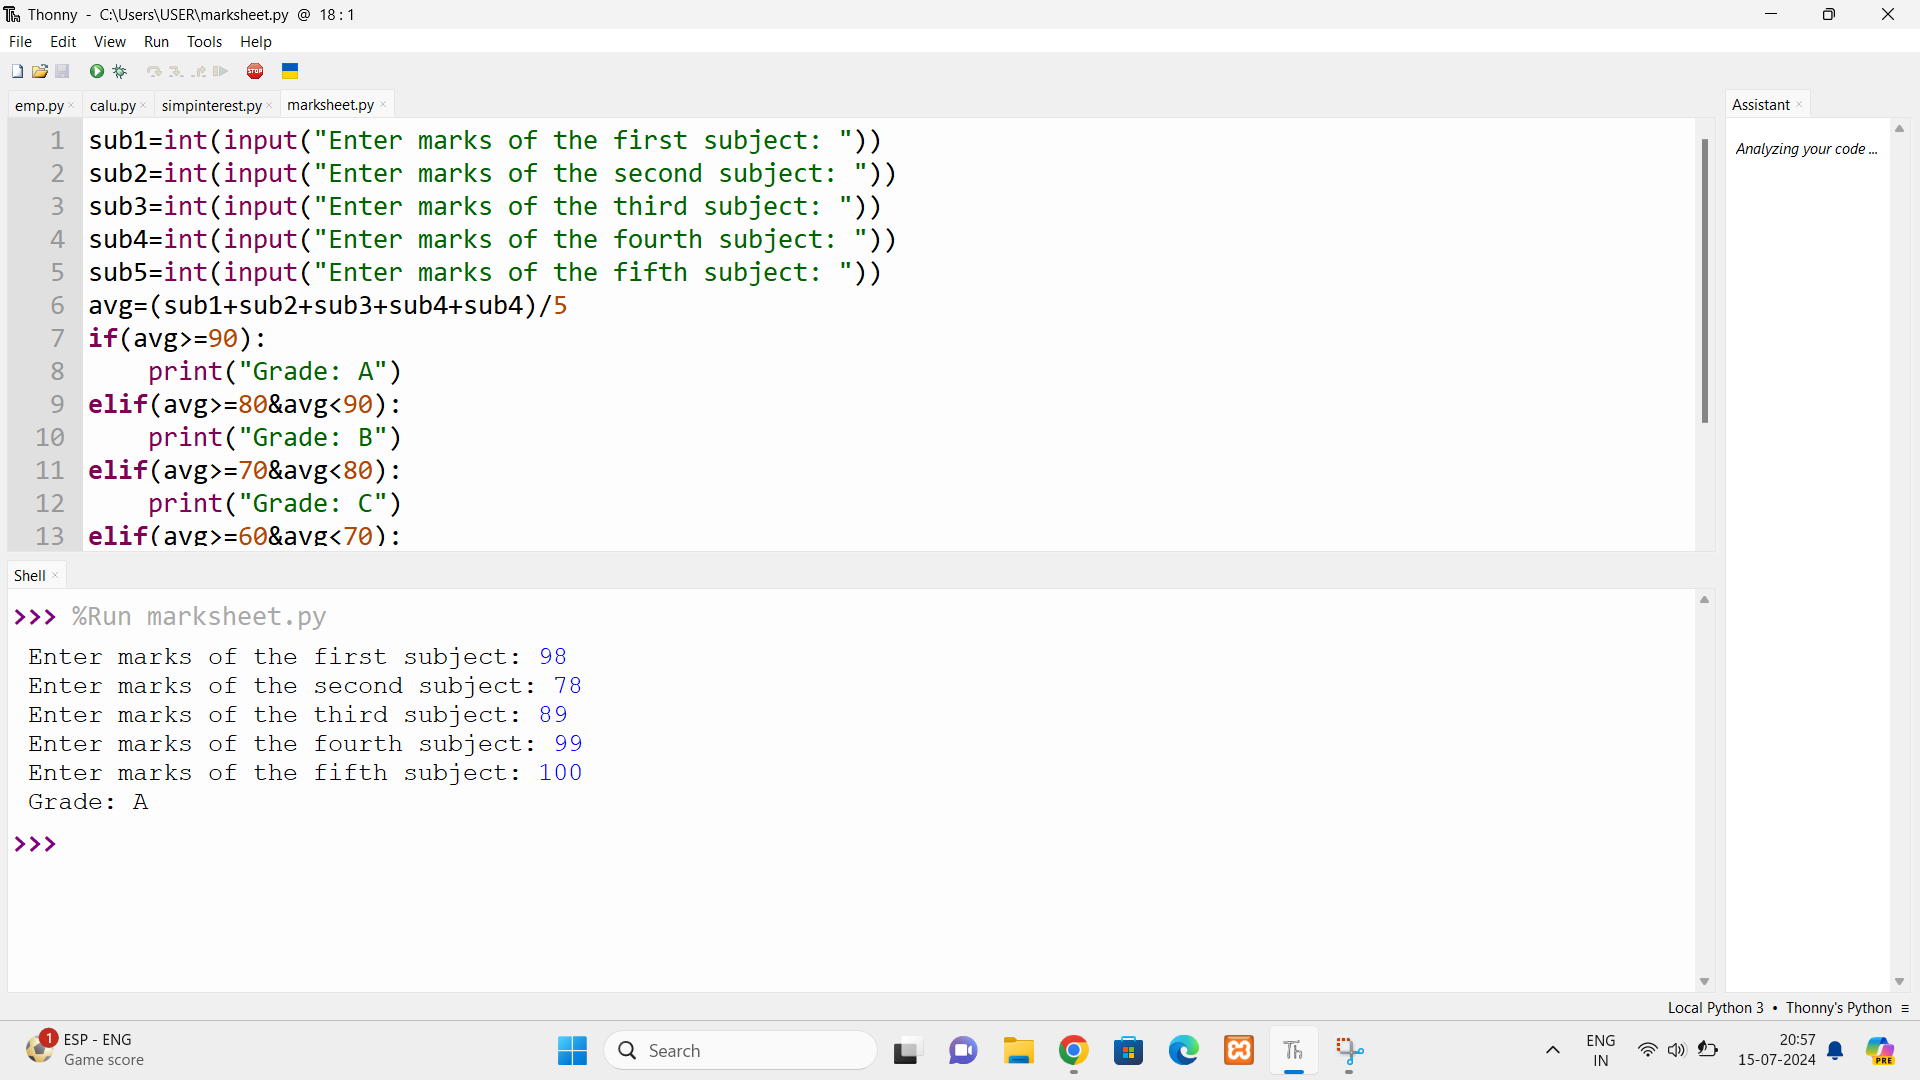 Thonny - C:\Users\USER\marksheet.py @ 18 : 1
File Edit View Run Tools Help
STOP
emp.py × calu.py × simpinterest.py × marksheet.py ×
1 sub1=int(input("Enter marks of the first subject: "))
2 sub2=int(input("Enter marks of the second subject: "))
3 sub3=int(input("Enter marks of the third subject: "))
4 sub4=int(input("Enter marks of the fourth subject: "))
5 sub5=int(input("Enter marks of the fifth subject: "))
6 avg=(sub1+sub2+sub3+sub4+sub4)/5
7 if(avg>=90):
8     print("Grade: A")
9 elif(avg>=80&avg<90):
10     print("Grade: B")
11 elif(avg>=70&avg<80):
12     print("Grade: C")
13 elif(avg>=60&avg<70):
Assistant ×
Analyzing your code ...
Shell ×
>>> %Run marksheet.py
Enter marks of the first subject: 98
Enter marks of the second subject: 78
Enter marks of the third subject: 89
Enter marks of the fourth subject: 99
Enter marks of the fifth subject: 100
Grade: A
>>>
Local Python 3 • Thonny's Python ≡
1
ESP - ENG
Game score
Search
Th
ENG
IN
20:57
15-07-2024
PRE